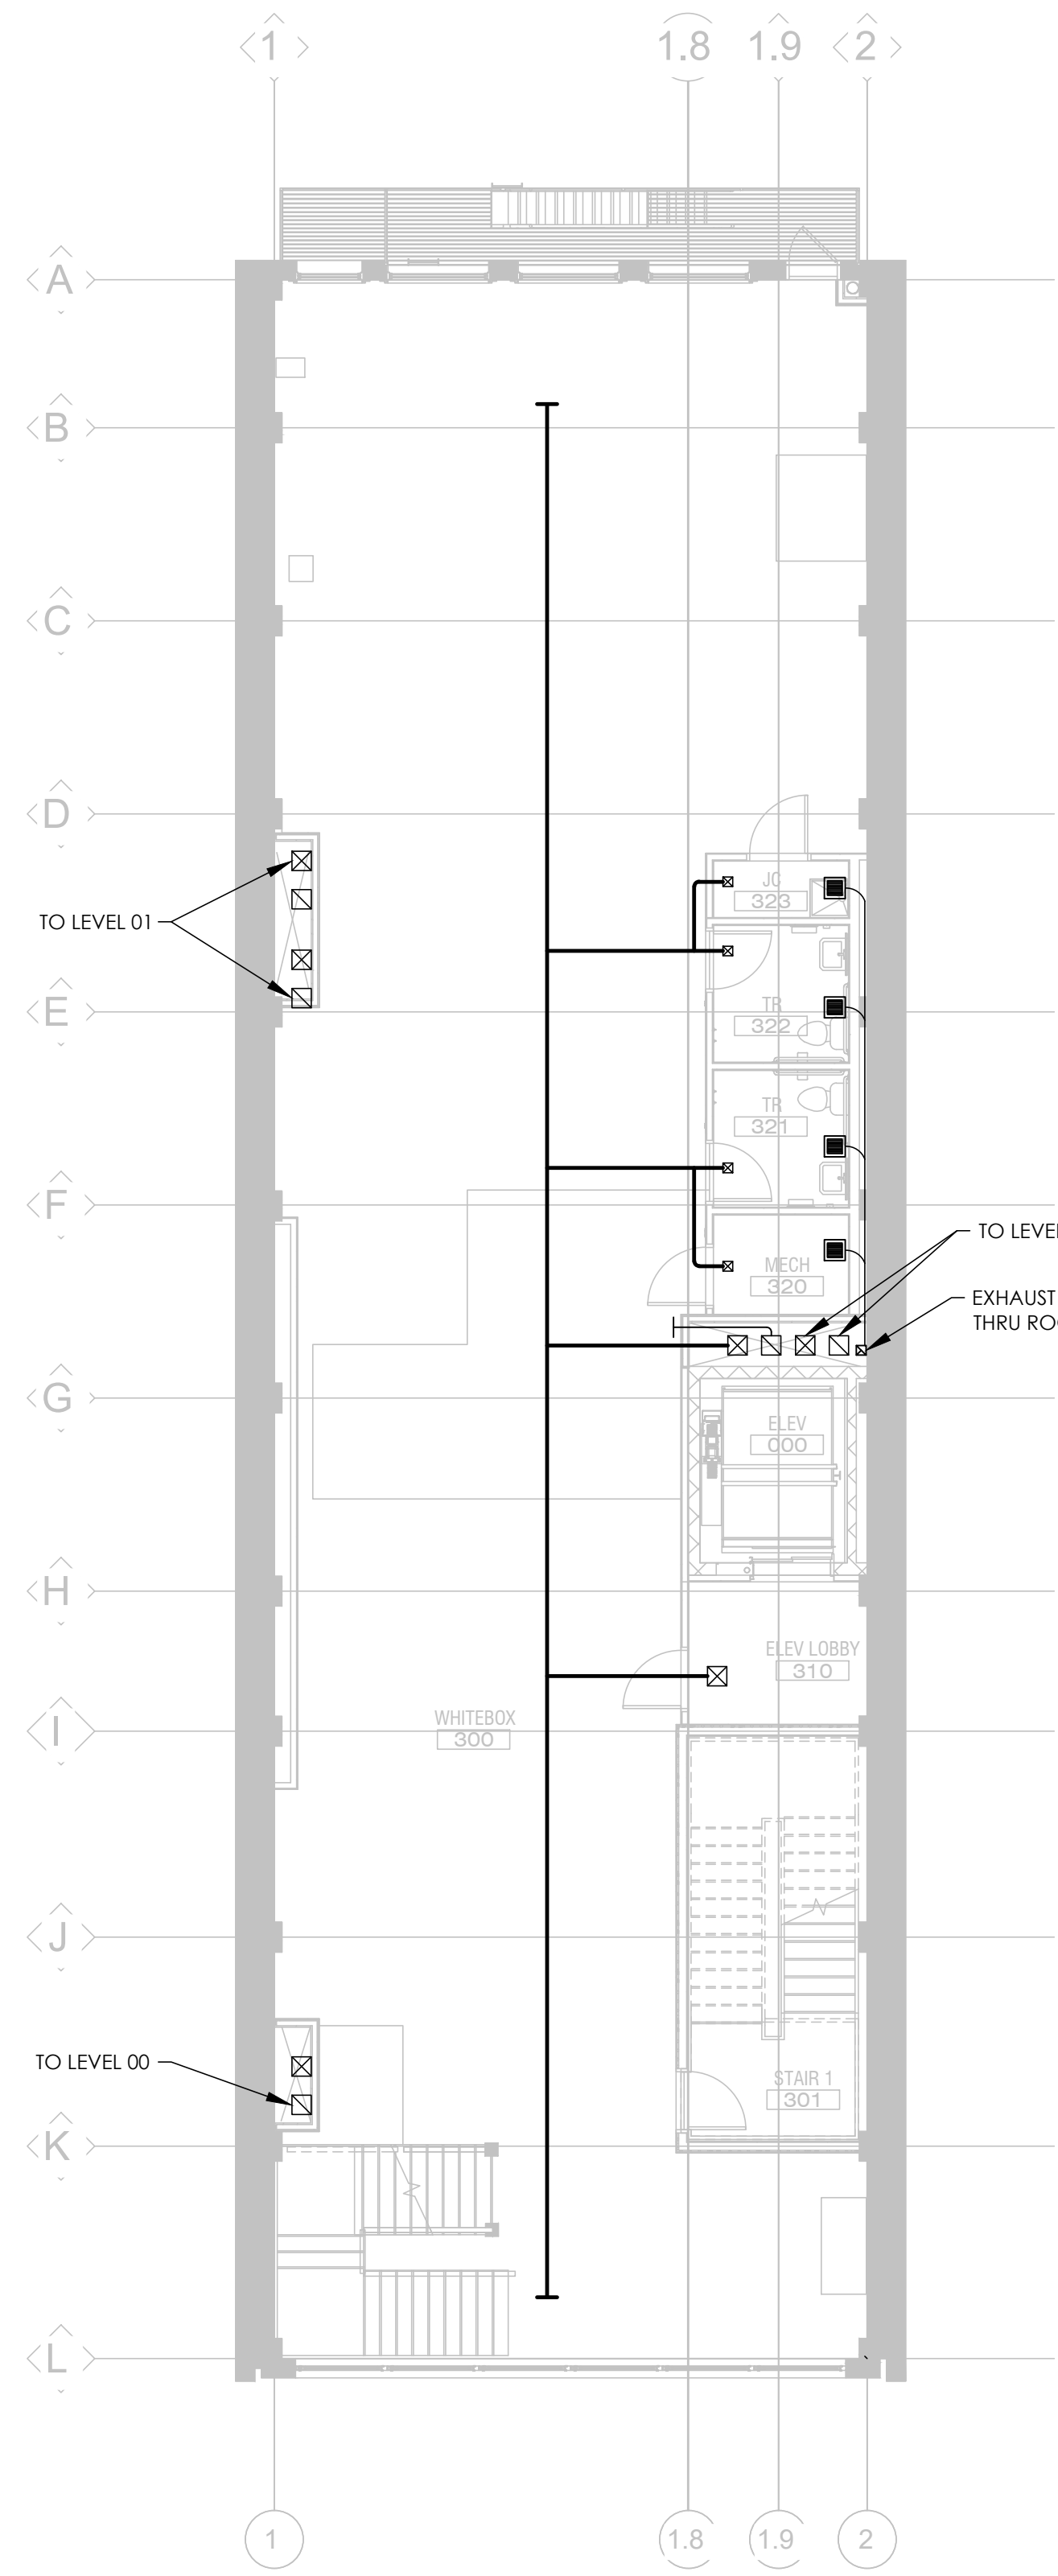 1
1.8
1.9
2
A
B
C
D
JC
323
TO LEVEL 01
E
TR
322
TR
321
F
TO LEVEL
MECH
320
EXHAUST
THRU
G
ELEV
000
H
ELEV LOBBY
310
WHITEBOX
300
I
J
TO LEVEL 00
STAIR 1
301
K
L
1
1.8
1.9
2